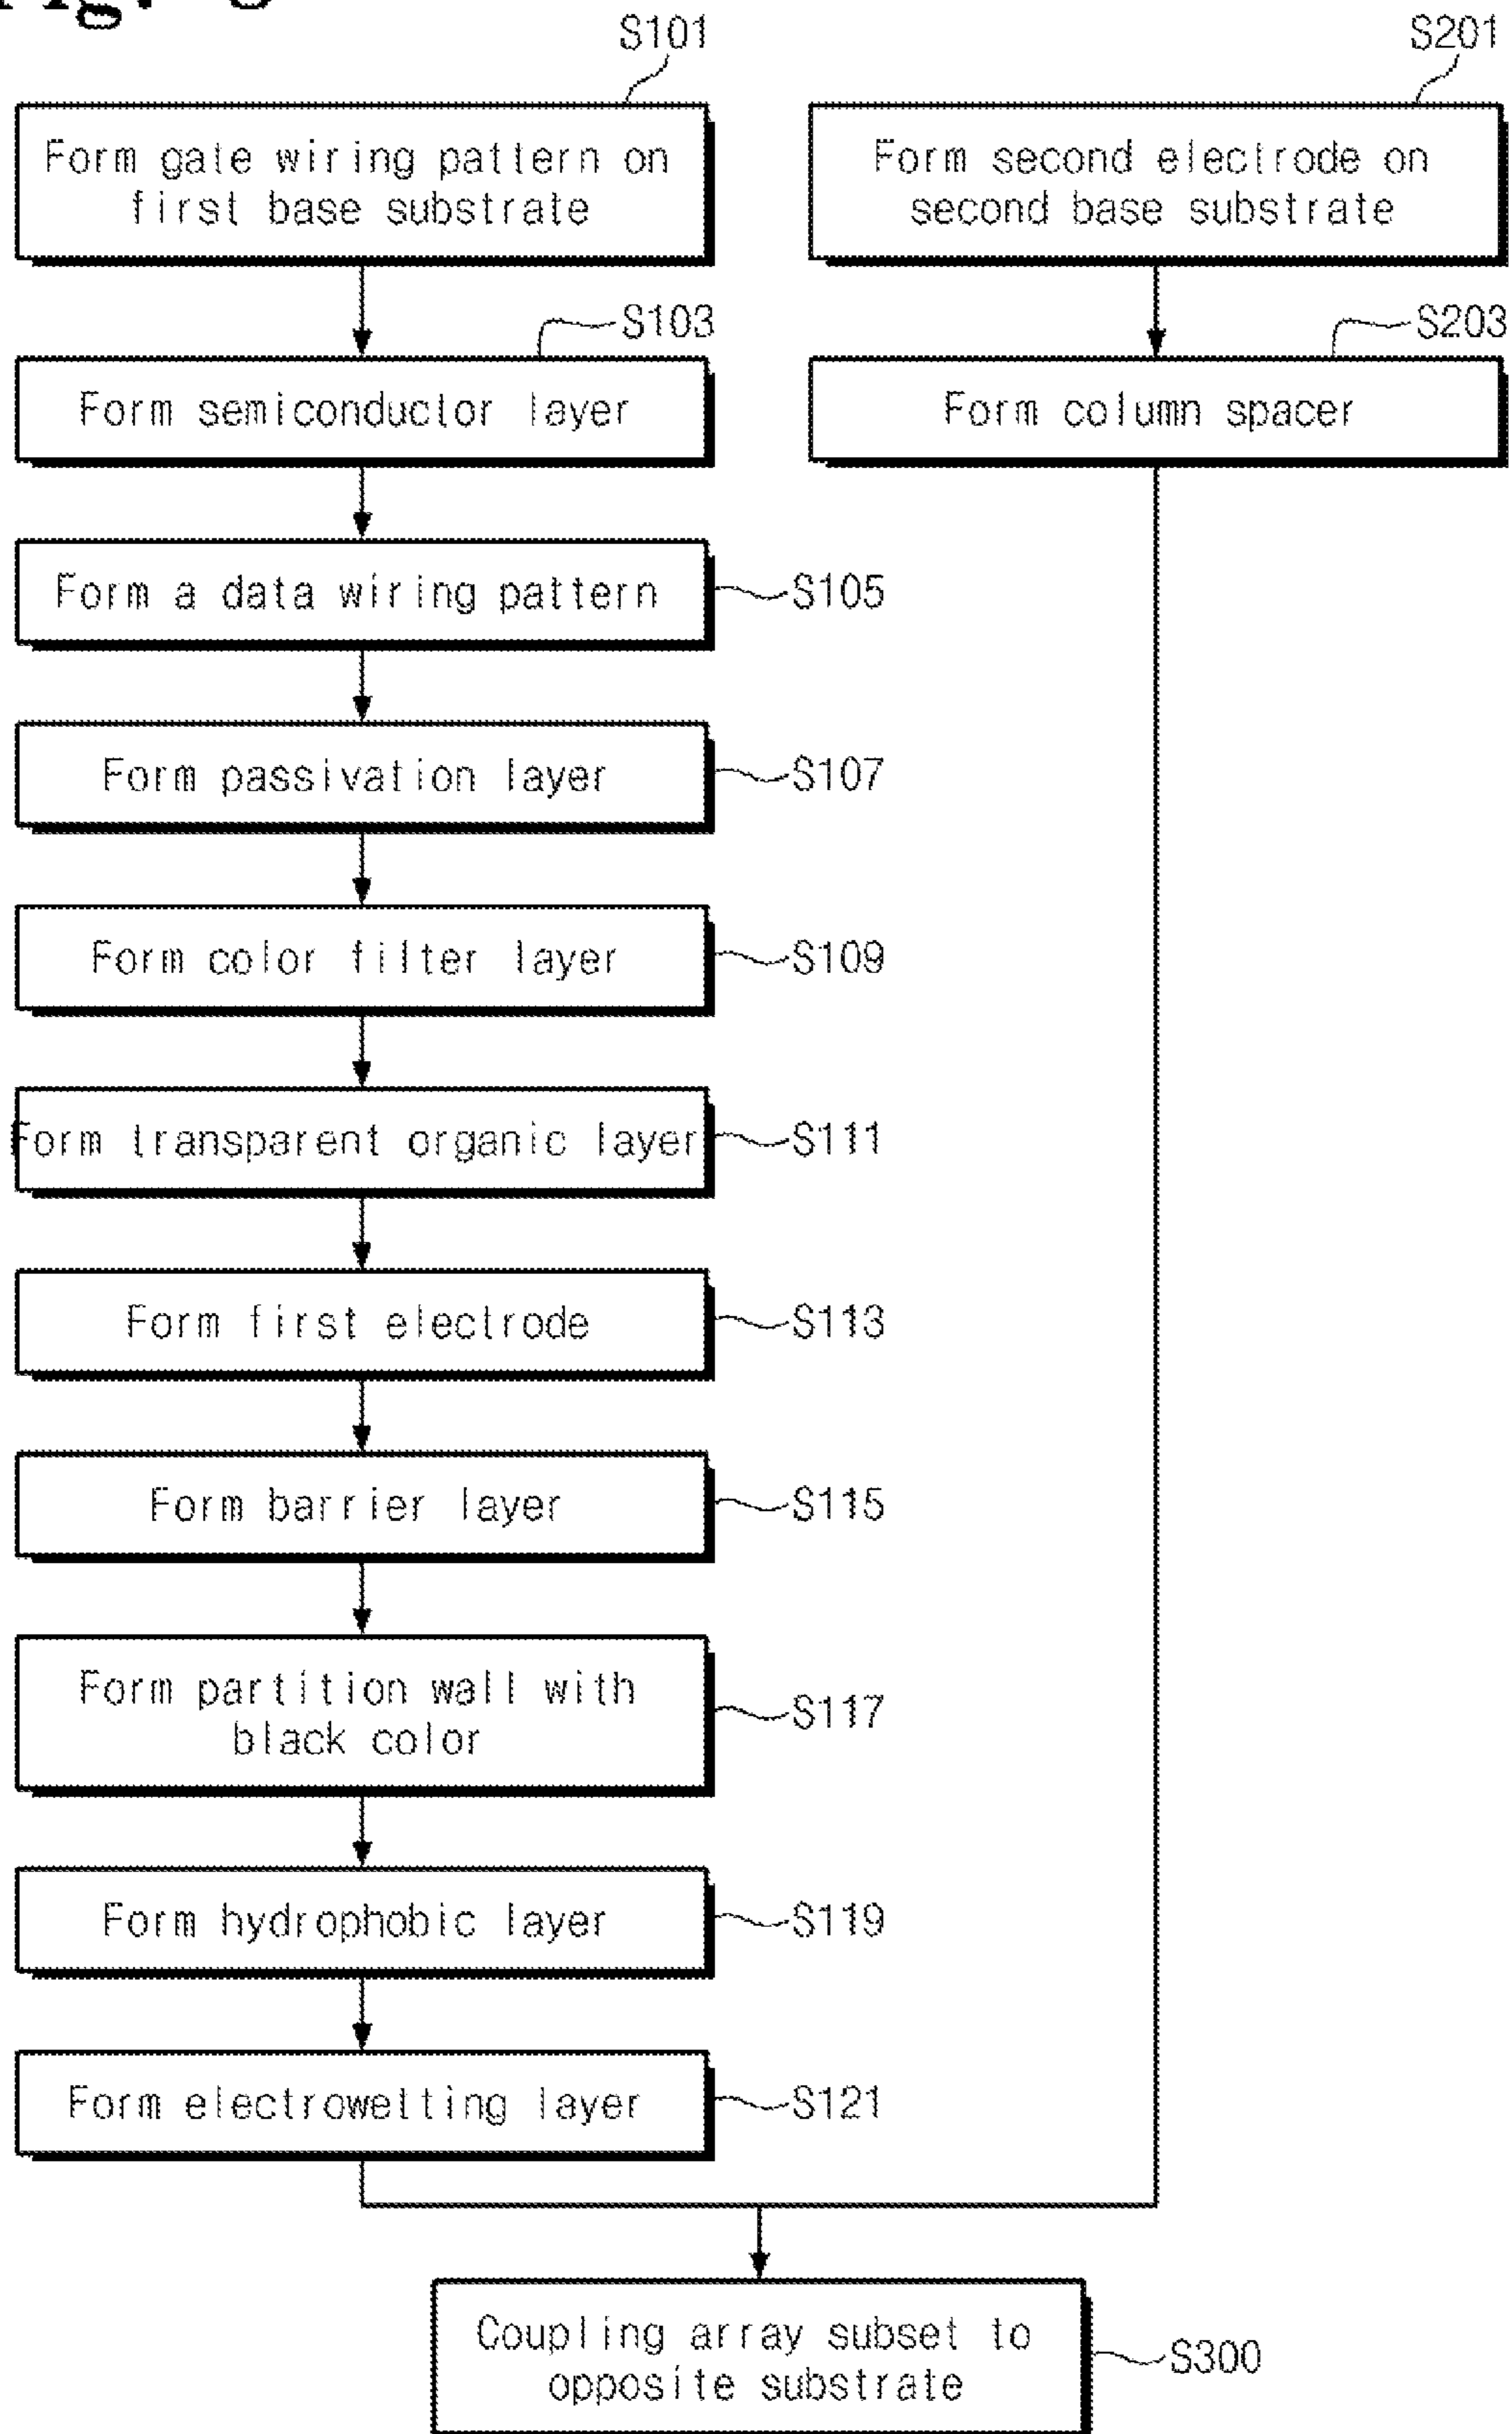 S101
S201
Form gate wiring pattern on
first base substrate
Form second electrode on
second base substrate
S103
S203
Form semiconductor layer
Form column spacer
Form a data wiring pattern
S105
Form passivation layer
S107
Form color filter layer
S109
Form transparent organic layer
S111
Form first electrode
S113
Form barrier layer
S115
Form partition wall with
black color
S117
Form hydrophobic layer
S119
Form electrowetting layer
S121
Coupling array subset to
opposite substrate
S300